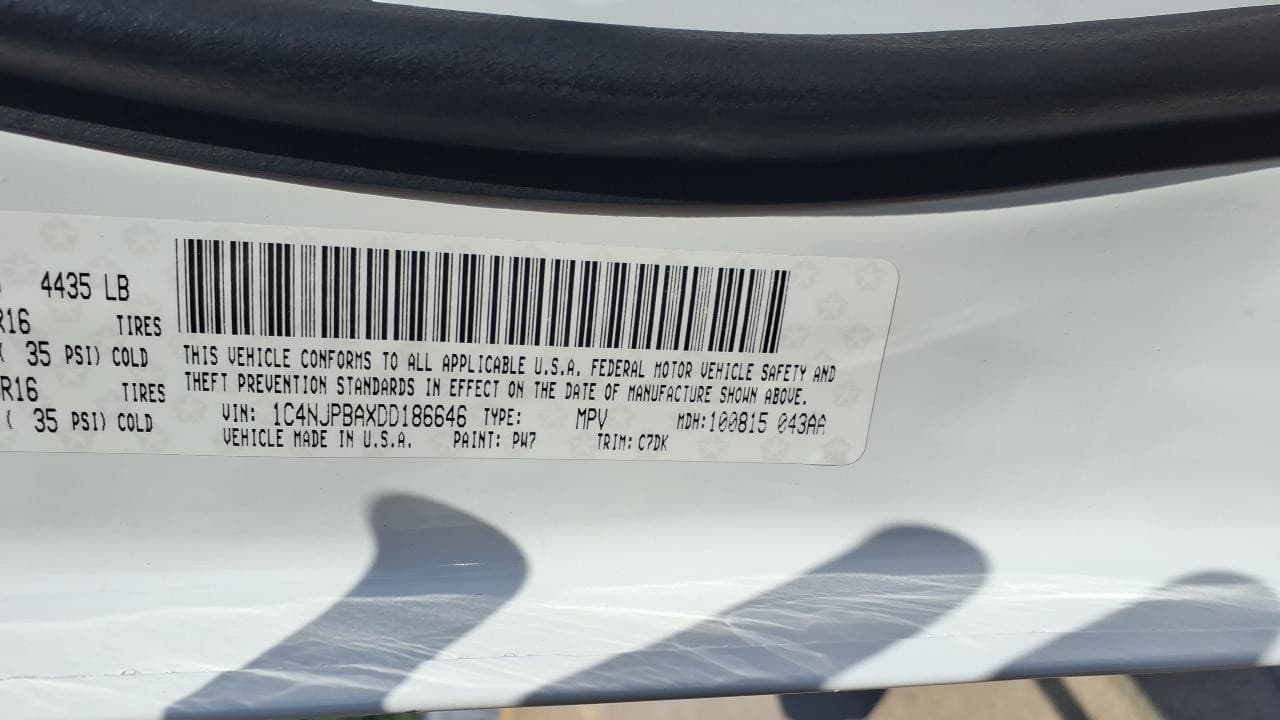 4435 LB
R16 TIRES
( 35 PSI) COLD
R16 TIRES
( 35 PSI) COLD
THIS VEHICLE CONFORMS TO ALL APPLICABLE U.S.A. FEDERAL MOTOR VEHICLE SAFETY AND
THEFT PREVENTION STANDARDS IN EFFECT ON THE DATE OF MANUFACTURE SHOWN ABOVE.
VIN: 1C4NJPBAXDD186646 TYPE: MPV MDH:100815 043AA
VEHICLE MADE IN U.S.A. PAINT: PW7 TRIM: C7DK